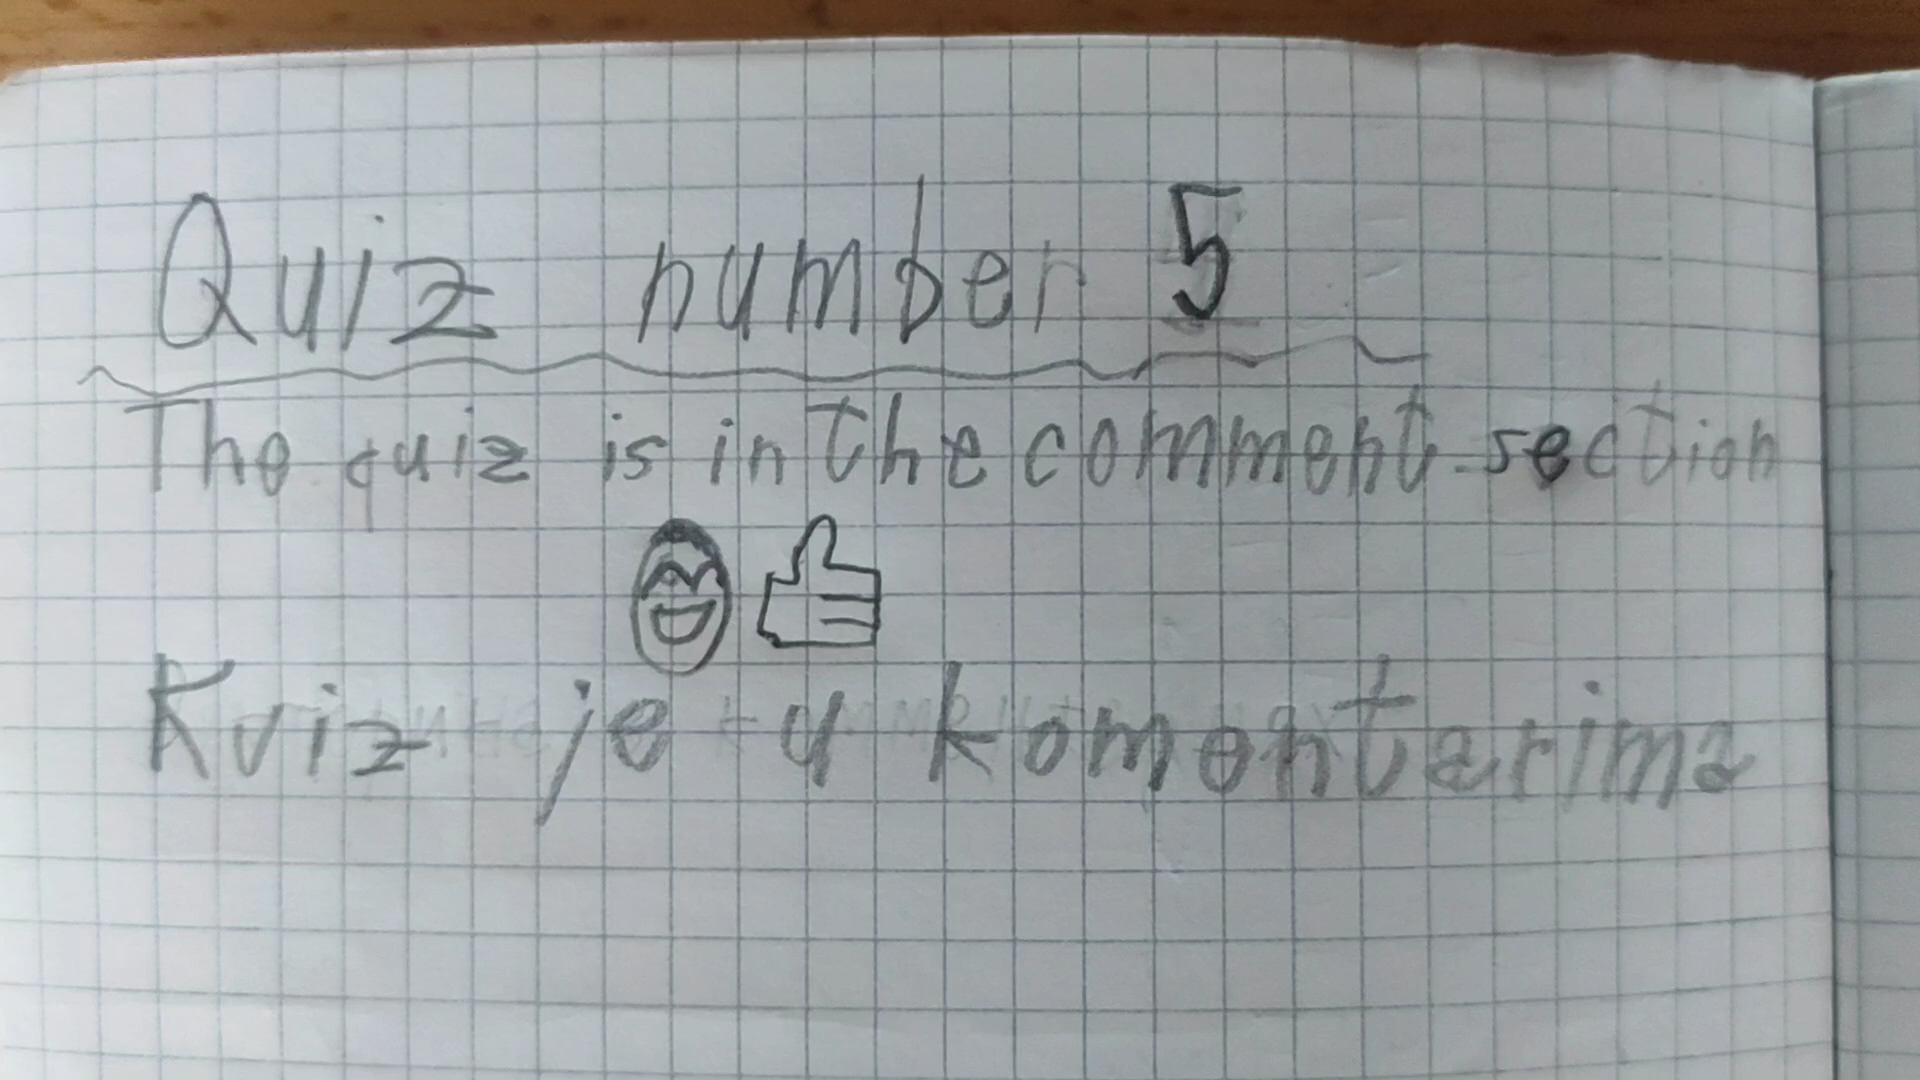 Quiz number 5
The quiz is in the comment section
Kviz je u komentarima